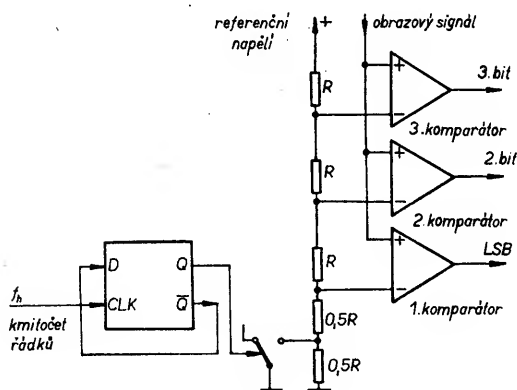 referenční
napělí
+
obrazový signál
R
+
−
3. bit
3. komparátor
R
+
−
2. bit
2. komparátor
R
+
−
LSB
1. komparátor
0,5R
0,5R
D
Q
CLK
Q̅
f_h
kmitočet
řádků